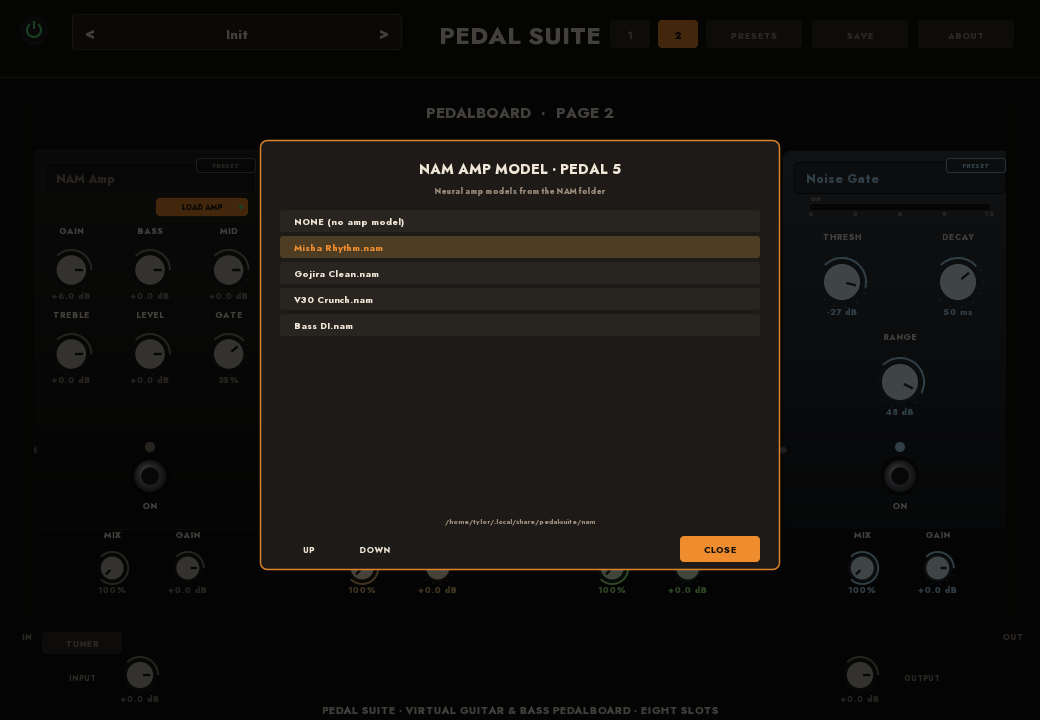 < Init > PEDAL SUITE 1 2 PRESETS SAVE ABOUT
PEDALBOARD · PAGE 2
PRESET
NAM Amp
LOAD AMP
GAIN BASS MID
+6.0 dB +0.0 dB +0.0 dB
TREBLE LEVEL GATE
+0.0 dB +0.0 dB 35%
ON
NAM AMP MODEL · PEDAL 5
Neural amp models from the NAM folder
NONE (no amp model)
Misha Rhythm.nam
Gojira Clean.nam
V30 Crunch.nam
Bass DI.nam
/home/tylor/.local/share/pedalsuite/nam
UP DOWN CLOSE
PRESET
Noise Gate
GR
0 3 6 9 12
THRESH DECAY
-27 dB 50 ms
RANGE
48 dB
ON
MIX GAIN MIX GAIN
100% +0.0 dB 100% +0.0 dB 100% +0.0 dB 100% +0.0 dB
IN TUNER OUT
INPUT OUTPUT
+0.0 dB +0.0 dB
PEDAL SUITE · VIRTUAL GUITAR & BASS PEDALBOARD · EIGHT SLOTS